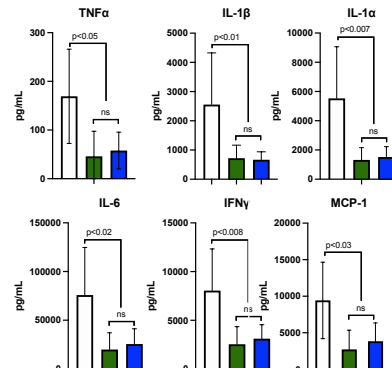 TNFα
IL-1β
IL-1α
pg/mL
300
200
100
0
p<0.05
ns
pg/mL
5000
4000
3000
2000
1000
0
p<0.01
ns
pg/mL
10000
8000
6000
4000
2000
0
p<0.007
ns
IL-6
IFNγ
MCP-1
pg/mL
150000
100000
50000
0
p<0.02
ns
pg/mL
15000
10000
5000
0
p<0.008
ns
pg/mL
20000
15000
10000
5000
0
p<0.03
ns